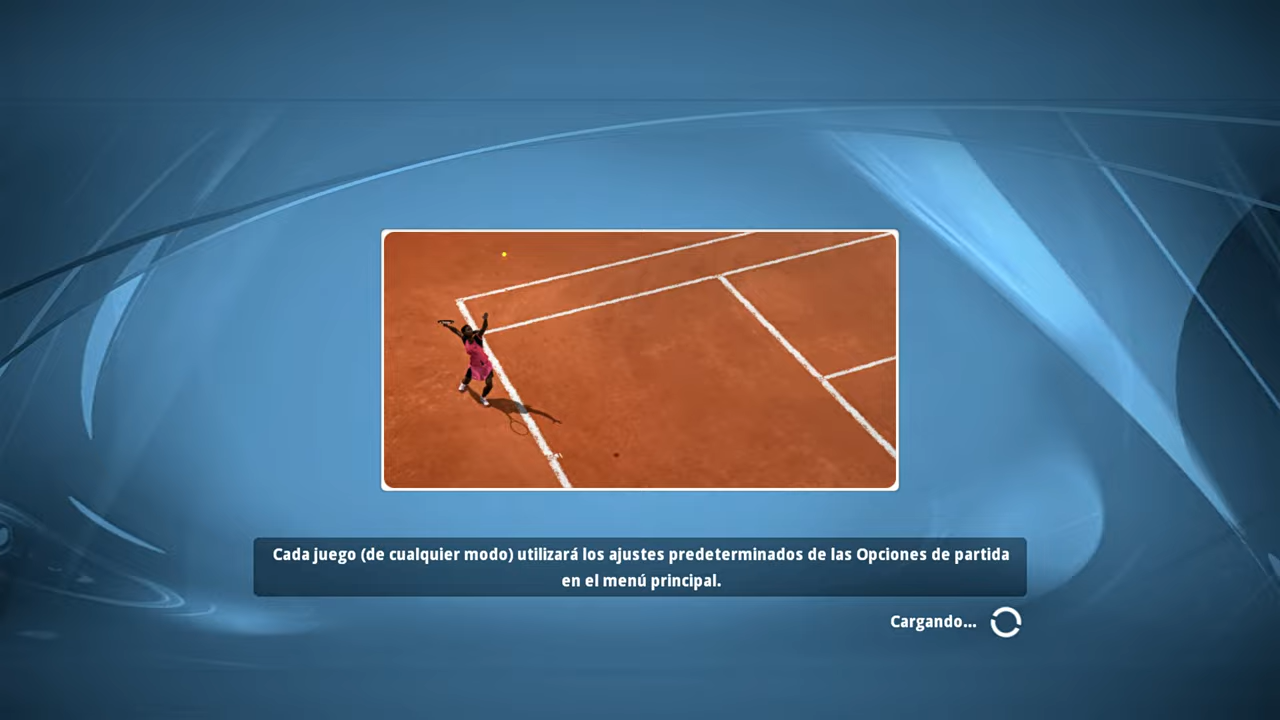 Cada juego (de cualquier modo) utilizará los ajustes predeterminados de las Opciones de partida
en el menú principal.
Cargando...